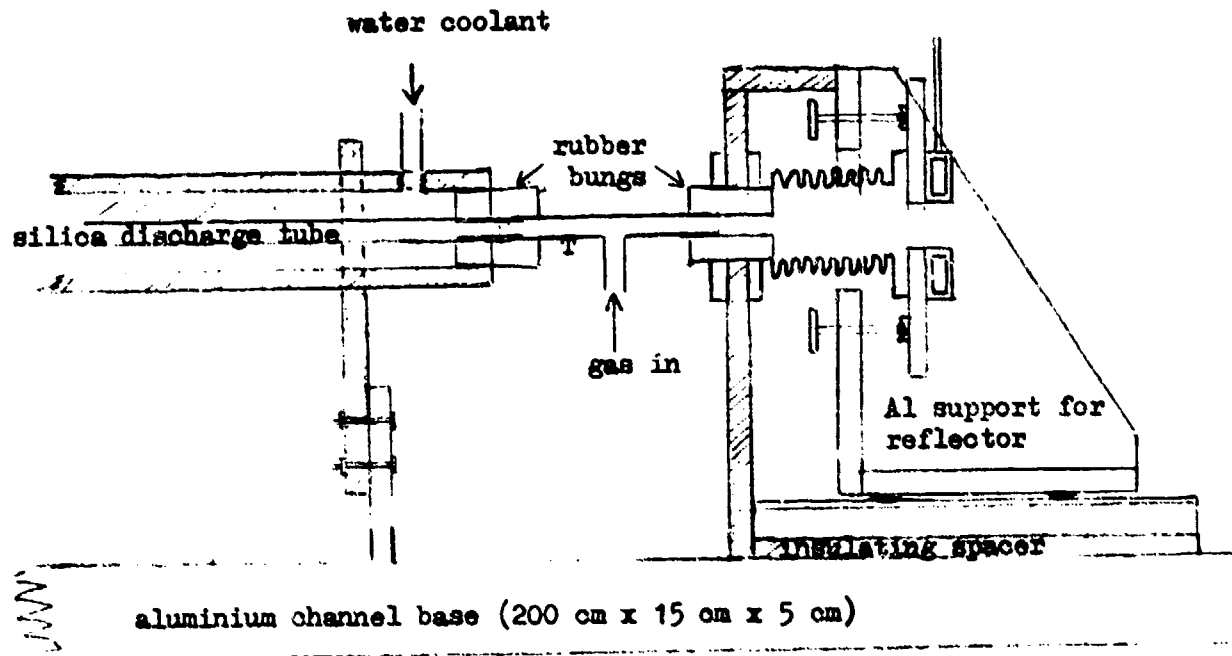 water coolant
rubber
bungs
silica discharge tube
T
gas in
Al support for
reflector
insulating spacer
aluminium channel base (200 cm x 15 cm x 5 cm)